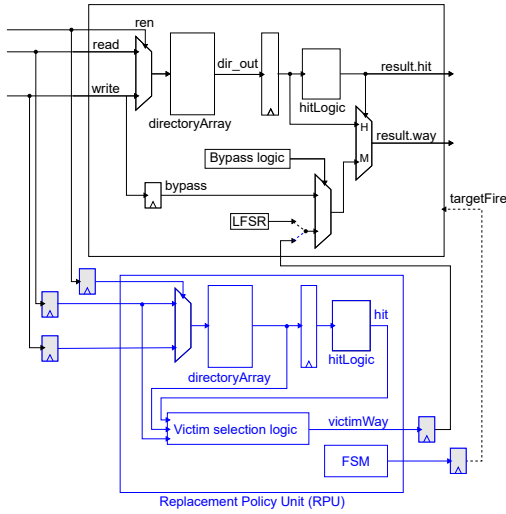 ren
read
dir_out
result.hit
write
directoryArray
hitLogic
H
result.way
Bypass logic
M
bypass
targetFire
LFSR
hit
hitLogic
directoryArray
Victim selection logic
victimWay
FSM
Replacement Policy Unit (RPU)